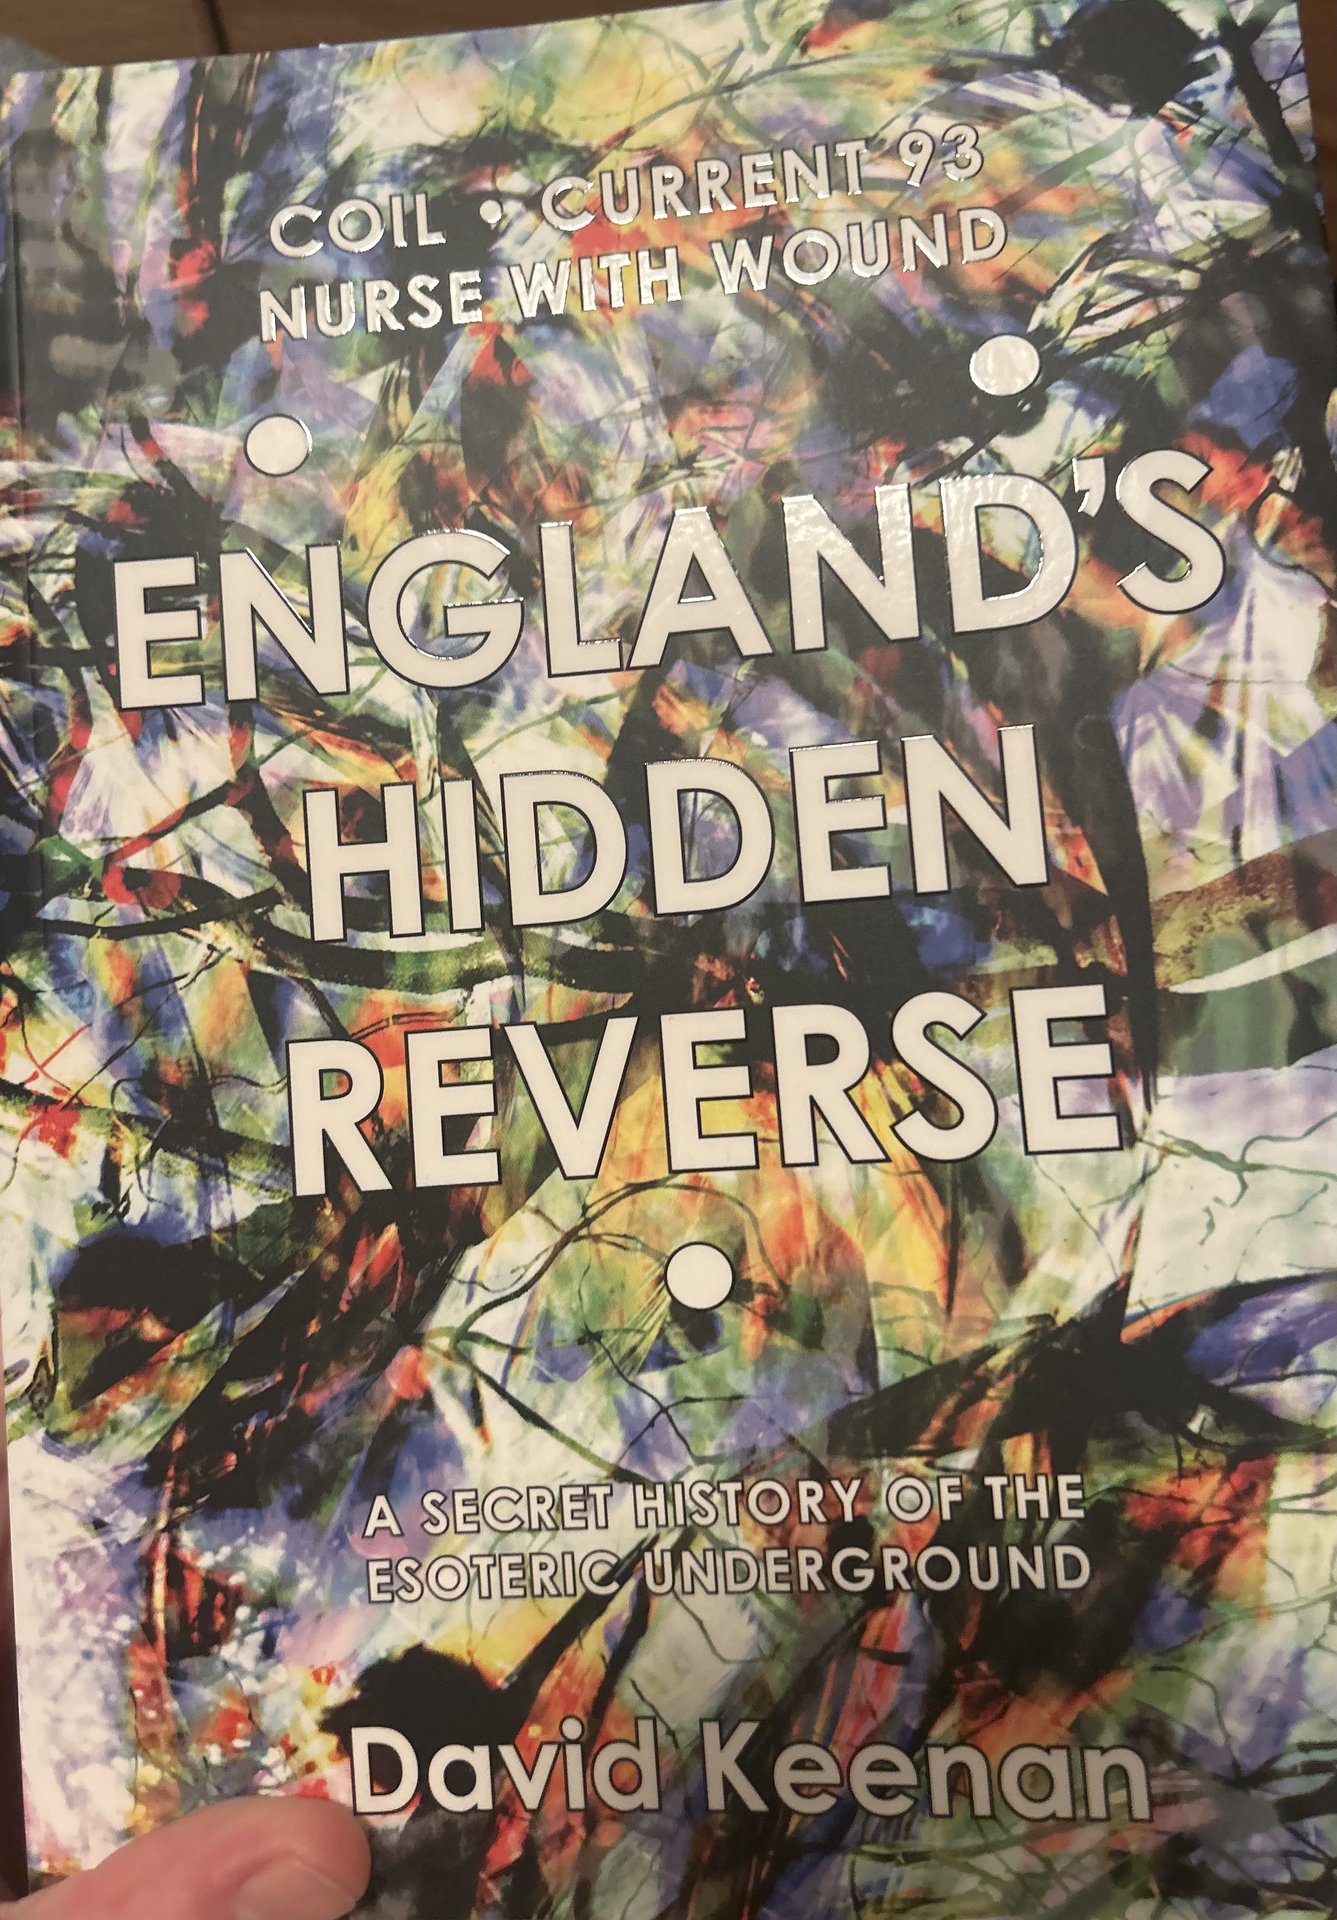 COIL • CURRENT 93
NURSE WITH WOUND
ENGLAND'S
HIDDEN
REVERSE
A SECRET HISTORY OF THE
ESOTERIC UNDERGROUND
David Keenan